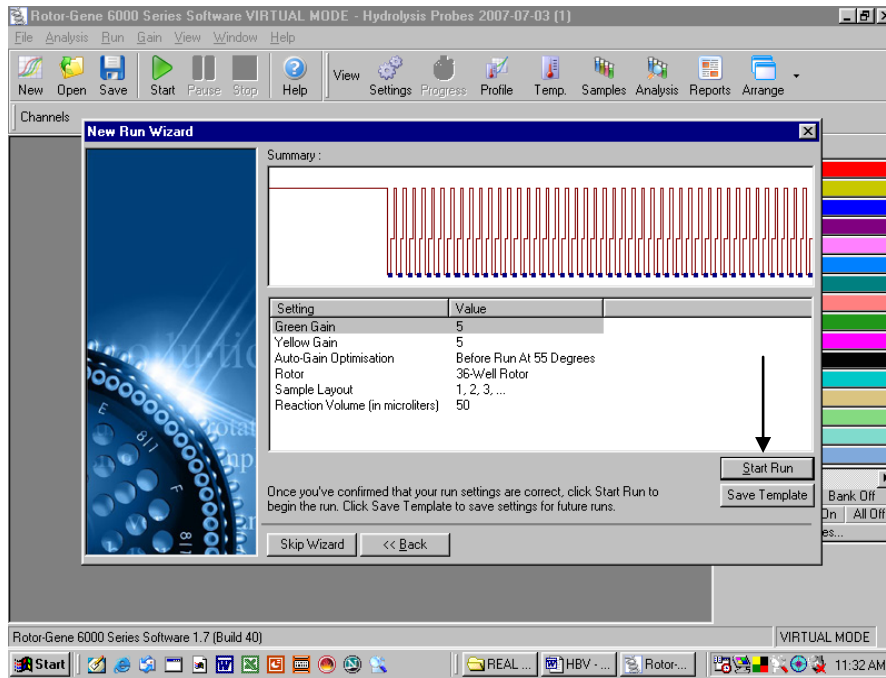 Rotor-Gene 6000 Series Software VIRTUAL MODE - Hydrolysis Probes 2007-07-03 (1)
File Analysis Run Gain View Window Help
New Open Save Start Pause Stop Help View Settings Progress Profile Temp. Samples Analysis Reports Arrange
Channels
New Run Wizard
Summary :
Setting Value
Green Gain 5
Yellow Gain 5
Auto-Gain Optimisation Before Run At 55 Degrees
Rotor 36-Well Rotor
Sample Layout 1, 2, 3, ...
Reaction Volume (in microliters) 50
Start Run
Once you've confirmed that your run settings are correct, click Start Run to
begin the run. Click Save Template to save settings for future runs.
Save Template
Bank Off
On All Off
es...
Skip Wizard << Back
Rotor-Gene 6000 Series Software 1.7 (Build 40) VIRTUAL MODE
Start REAL ... HBV - ... Rotor-... 11:32 AM